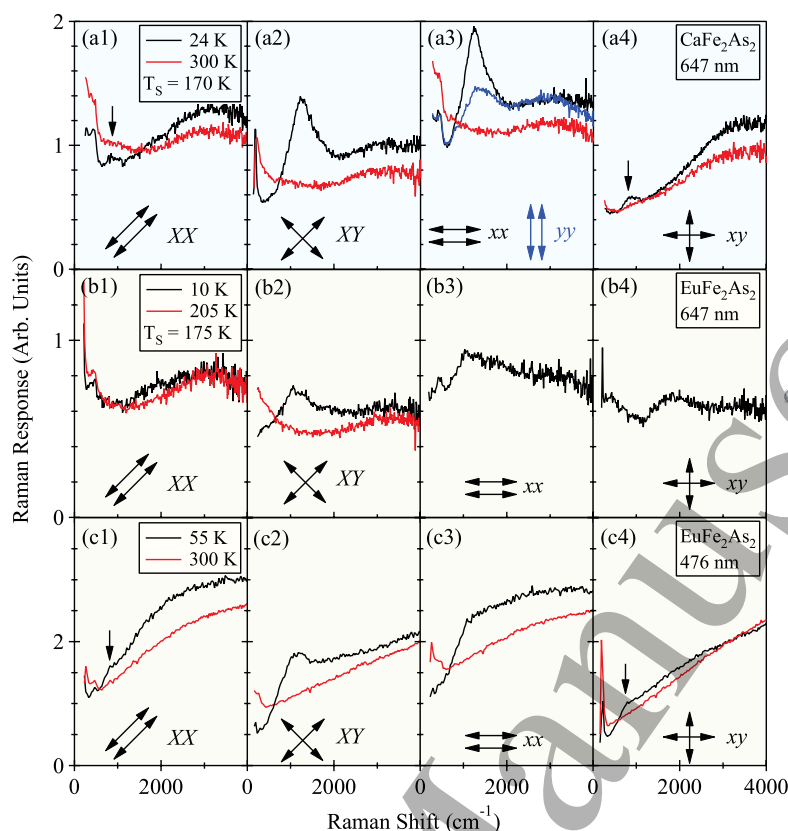 Raman Response (Arb. Units)
2
1
0
(a1)
24 K
300 K
T_S = 170 K
XX
(a2)
XY
(a3)
xx
yy
(a4)
CaFe₂As₂
647 nm
xy
1
0
(b1)
10 K
205 K
T_S = 175 K
XX
(b2)
XY
(b3)
xx
(b4)
EuFe₂As₂
647 nm
xy
2
0
(c1)
55 K
300 K
XX
(c2)
XY
(c3)
xx
(c4)
EuFe₂As₂
476 nm
xy
0 2000 0 2000 0 2000 0 2000 4000
Raman Shift (cm⁻¹)
Manusc